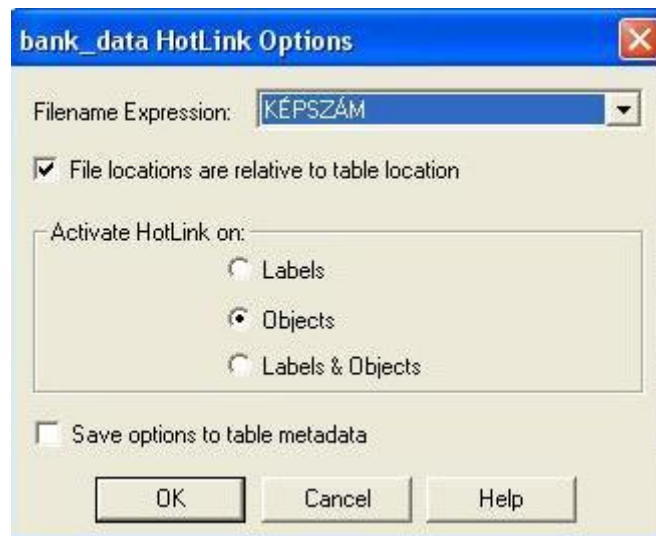 bank_data HotLink Options
Filename Expression: KÉPSZÁM
File locations are relative to table location
Activate HotLink on:
Labels
Objects
Labels & Objects
Save options to table metadata
OK Cancel Help